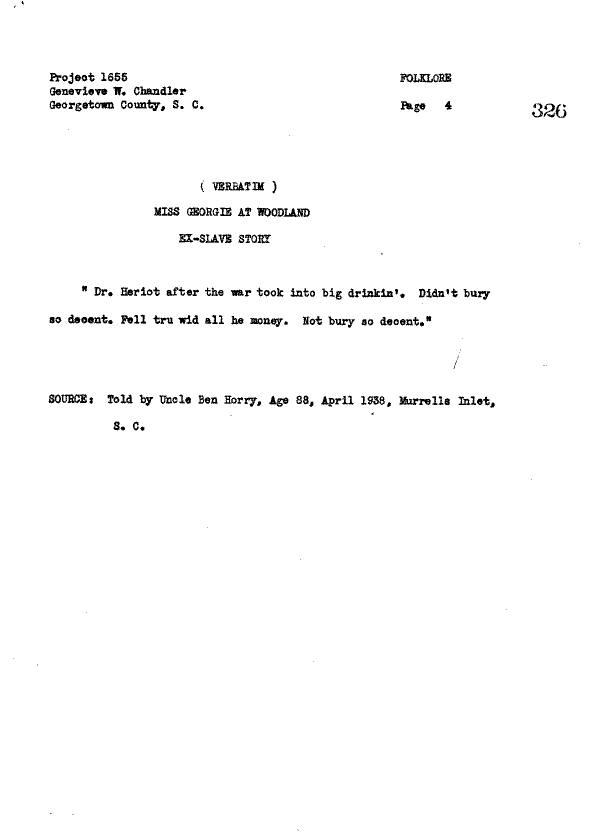 Project 1655
Genevieve W. Chandler
Georgetown County, S. C.
FOLKLORE
Page 4
326
( VERBATIM )
MISS GEORGIE AT WOODLAND
EX-SLAVE STORY
" Dr. Heriot after the war took into big drinkin'. Didn't bury
so decent. Fell tru wid all he money. Not bury so decent."
SOURCE: Told by Uncle Ben Horry, Age 88, April 1938, Murrells Inlet,
S. C.